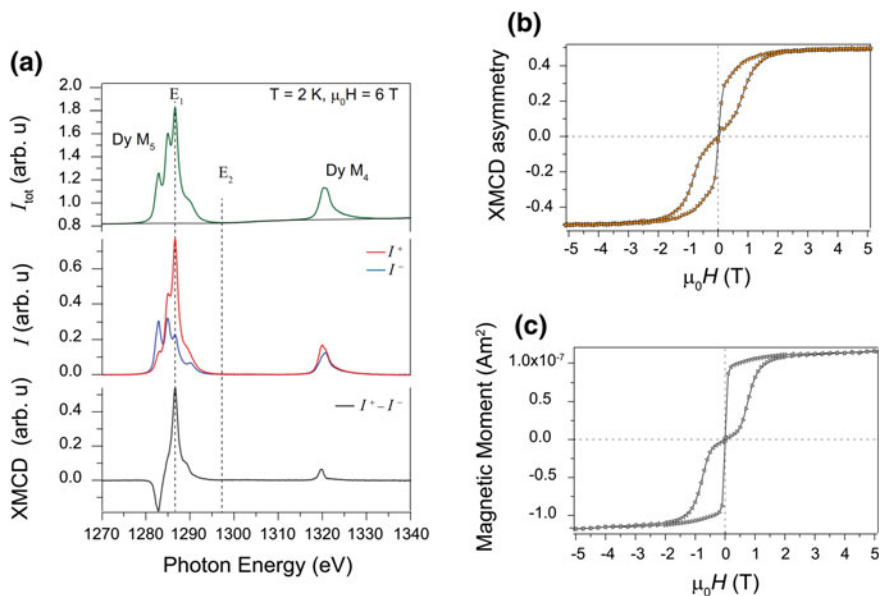 (a)
T = 2 K, μ₀H = 6 T
E₁
Dy M₅
E₂
Dy M₄
I_tot (arb. u)
2.0
1.8
1.6
1.4
1.2
1.0
0.8
I⁺
I⁻
I (arb. u)
0.6
0.4
0.2
0.0
I⁺ – I⁻
XMCD (arb. u)
0.4
0.2
0.0
1270 1280 1290 1300 1310 1320 1330 1340
Photon Energy (eV)
(b)
XMCD asymmetry
0.4
0.2
0.0
-0.2
-0.4
-5 -4 -3 -2 -1 0 1 2 3 4 5
μ₀H (T)
(c)
Magnetic Moment (Am²)
1.0x10⁻⁷
0.5
0.0
-0.5
-1.0
-5 -4 -3 -2 -1 0 1 2 3 4 5
μ₀H (T)